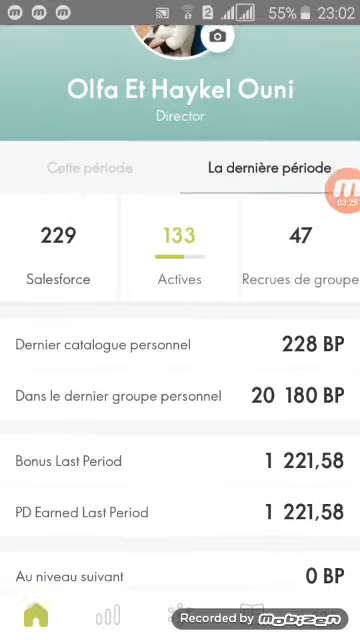 2 55% 23:02
Olfa Et Haykel Ouni
Director
Cette période
La dernière période
03:25
229
133
47
Salesforce
Actives
Recrues de groupe
Dernier catalogue personnel
228 BP
Dans le dernier groupe personnel
20 180 BP
Bonus Last Period
1 221,58
PD Earned Last Period
1 221,58
Au niveau suivant
0 BP
Recorded by mobizen